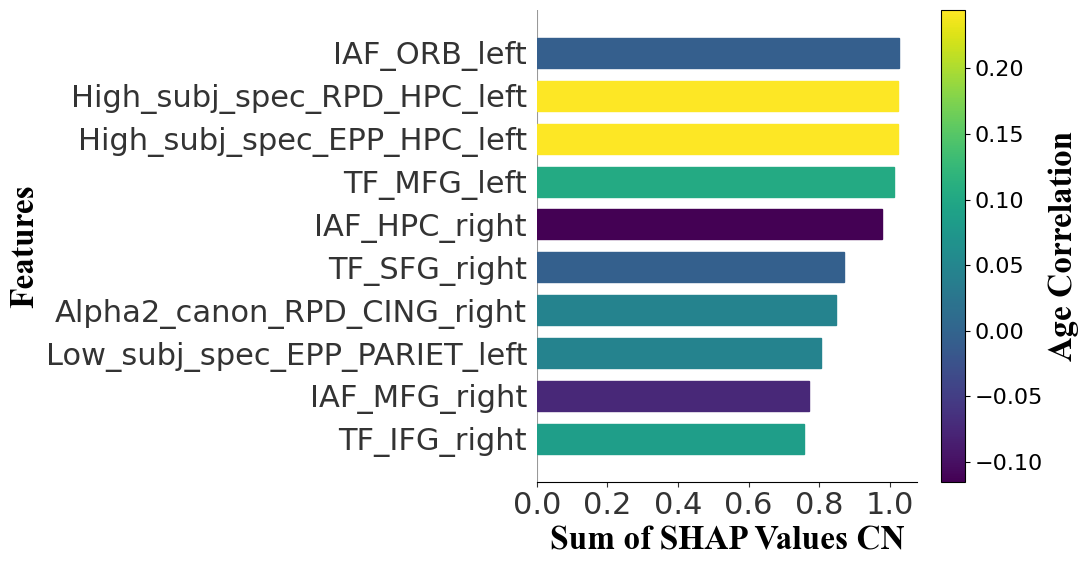 Features
IAF_ORB_left
High_subj_spec_RPD_HPC_left
High_subj_spec_EPP_HPC_left
TF_MFG_left
IAF_HPC_right
TF_SFG_right
Alpha2_canon_RPD_CING_right
Low_subj_spec_EPP_PARIET_left
IAF_MFG_right
TF_IFG_right
0.0 0.2 0.4 0.6 0.8 1.0
Sum of SHAP Values CN
0.20
0.15
0.10
0.05
0.00
−0.05
−0.10
Age Correlation